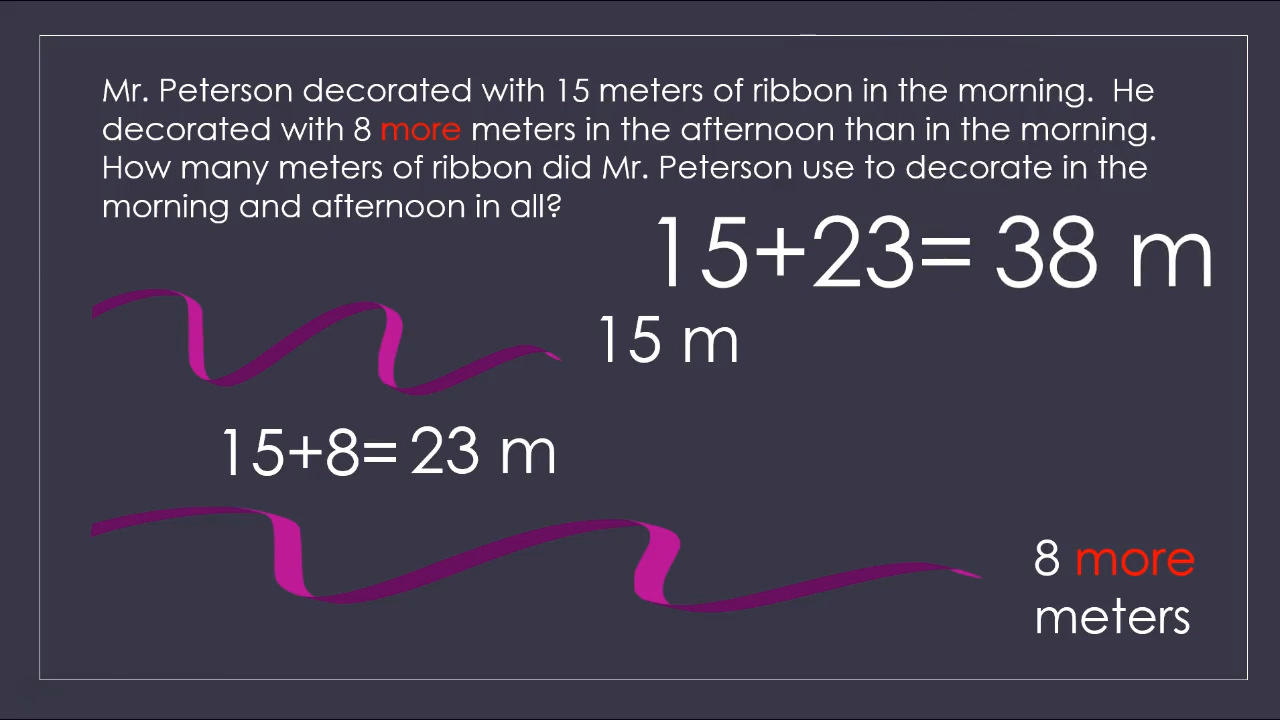 Mr. Peterson decorated with 15 meters of ribbon in the morning.  He
decorated with 8 more meters in the afternoon than in the morning.
How many meters of ribbon did Mr. Peterson use to decorate in the
morning and afternoon in all?
15+23= 38 m
15 m
15+8= 23 m
8 more
meters